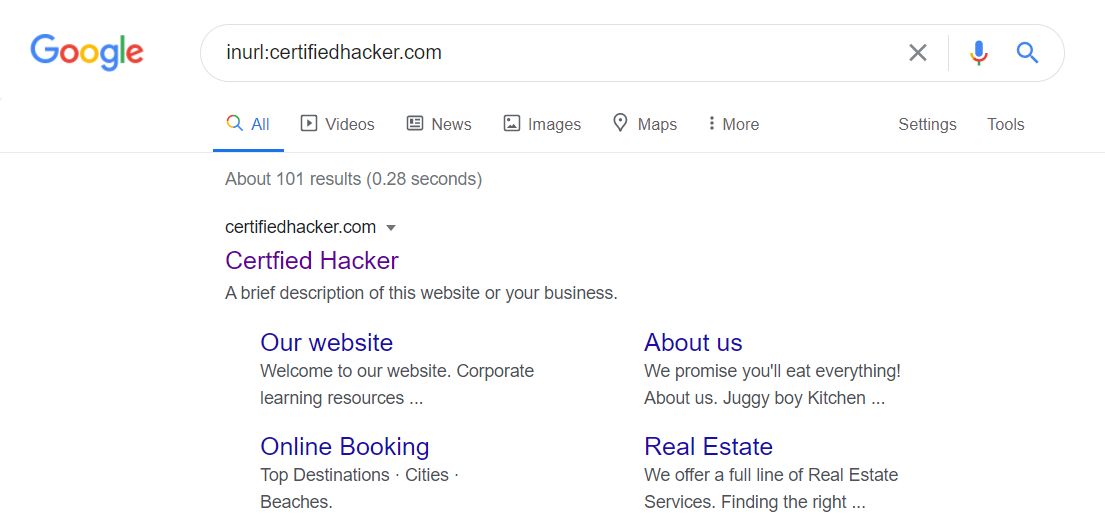 Google
inurl:certifiedhacker.com
All Videos News Images Maps More Settings Tools
About 101 results (0.28 seconds)
certifiedhacker.com
Certfied Hacker
A brief description of this website or your business.
Our website
Welcome to our website. Corporate
learning resources ...
About us
We promise you'll eat everything!
About us. Juggy boy Kitchen ...
Online Booking
Top Destinations · Cities ·
Beaches.
Real Estate
We offer a full line of Real Estate
Services. Finding the right ...